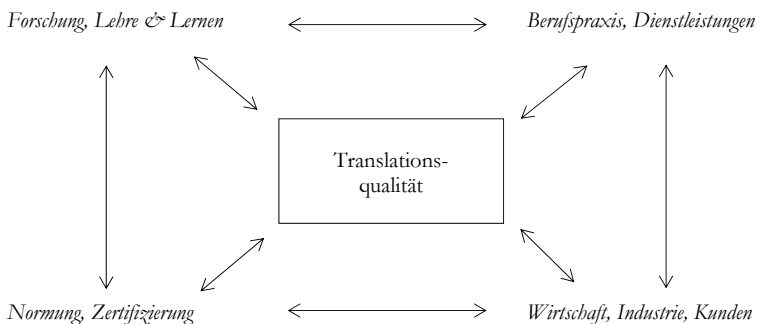 Forschung, Lehre & Lernen
Berufspraxis, Dienstleistungen
Translations-
qualität
Normung, Zertifizierung
Wirtschaft, Industrie, Kunden